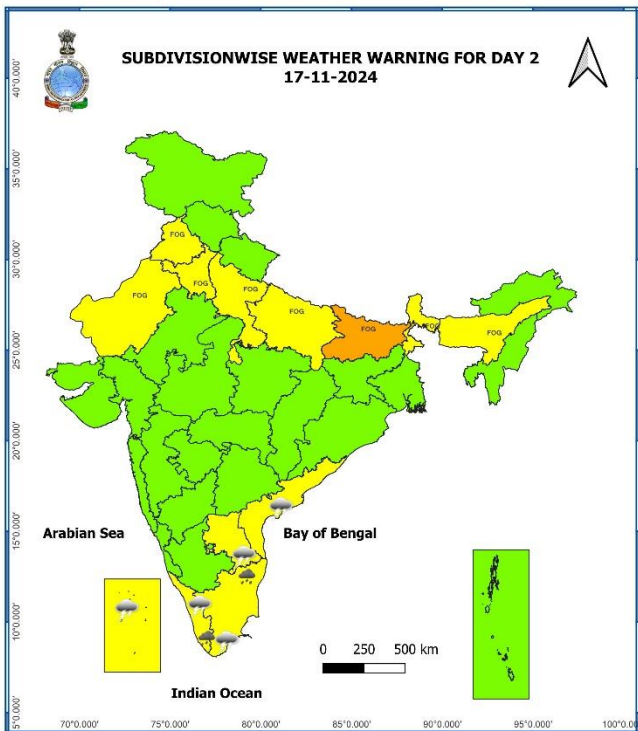 SUBDIVISIONWISE WEATHER WARNING FOR DAY 2
17-11-2024
40°0.000'
35°0.000'
30°0.000'
25°0.000'
20°0.000'
15°0.000'
10°0.000'
5°0.000'
FOG
FOG
FOG
FOG
FOG
FOG
FOG
FOG
Arabian Sea
Bay of Bengal
0 250 500 km
Indian Ocean
70°0.000' 75°0.000' 80°0.000' 85°0.000' 90°0.000' 95°0.000' 100°0.000'